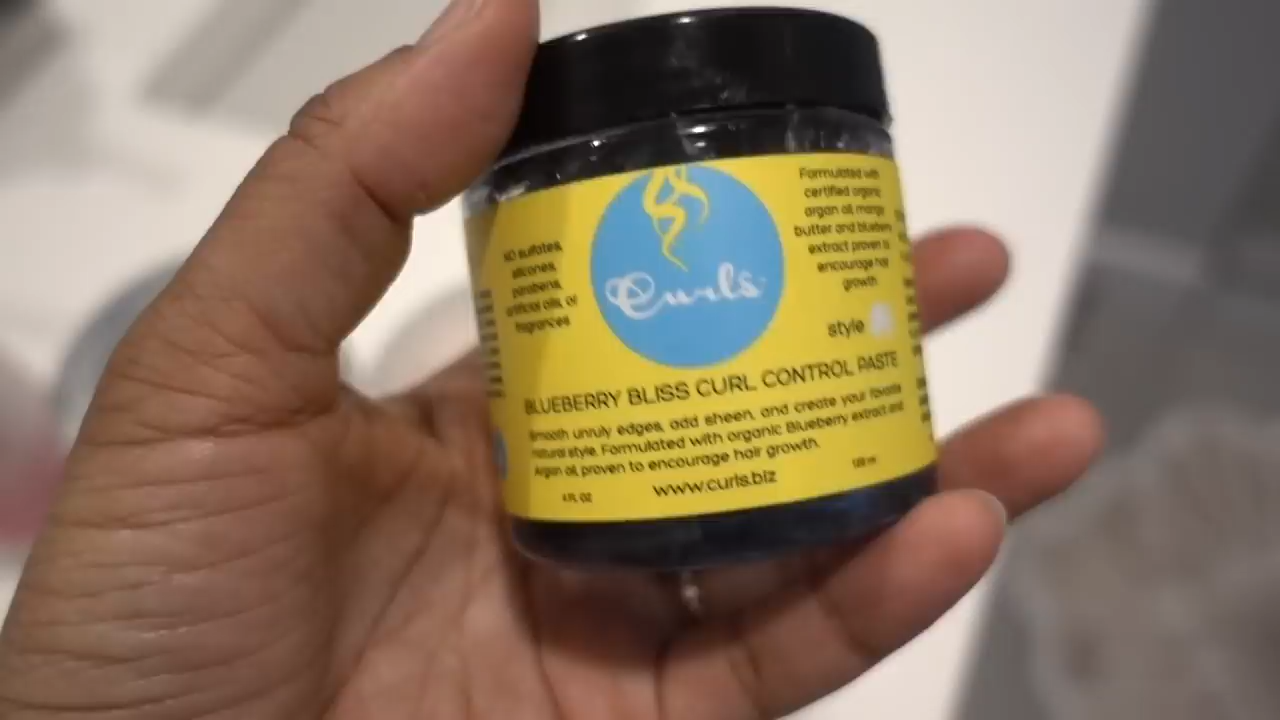 NO sulfates,
silicones,
parabens,
artificial oils, or
fragrances
Curls
Formulated with
certified organic
argan oil, mango
butter and blueberry
extract proven to
encourage hair
growth
style
BLUEBERRY BLISS CURL CONTROL PASTE
Smooth unruly edges, add sheen, and create your favorite
natural style. Formulated with organic Blueberry extract and
Argan oil, proven to encourage hair growth.
4 FL OZ
www.curls.biz
120 ml